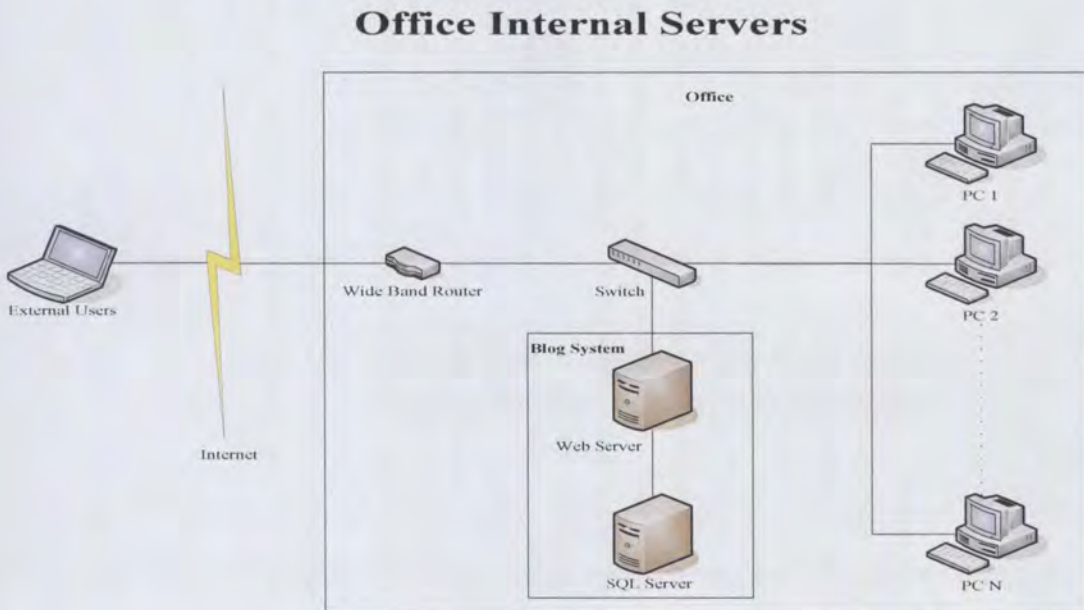 Office Internal Servers
Office
PC 1
External Users
Wide Band Router
Switch
PC 2
Blog System
Web Server
Internet
SQL Server
PC N